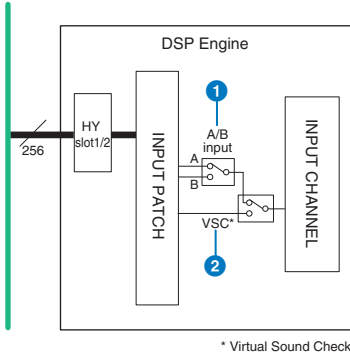 DSP Engine
1
A/B
input
HY
slot1/2
256
INPUT PATCH
A
B
VSC*
2
INPUT CHANNEL
* Virtual Sound Check